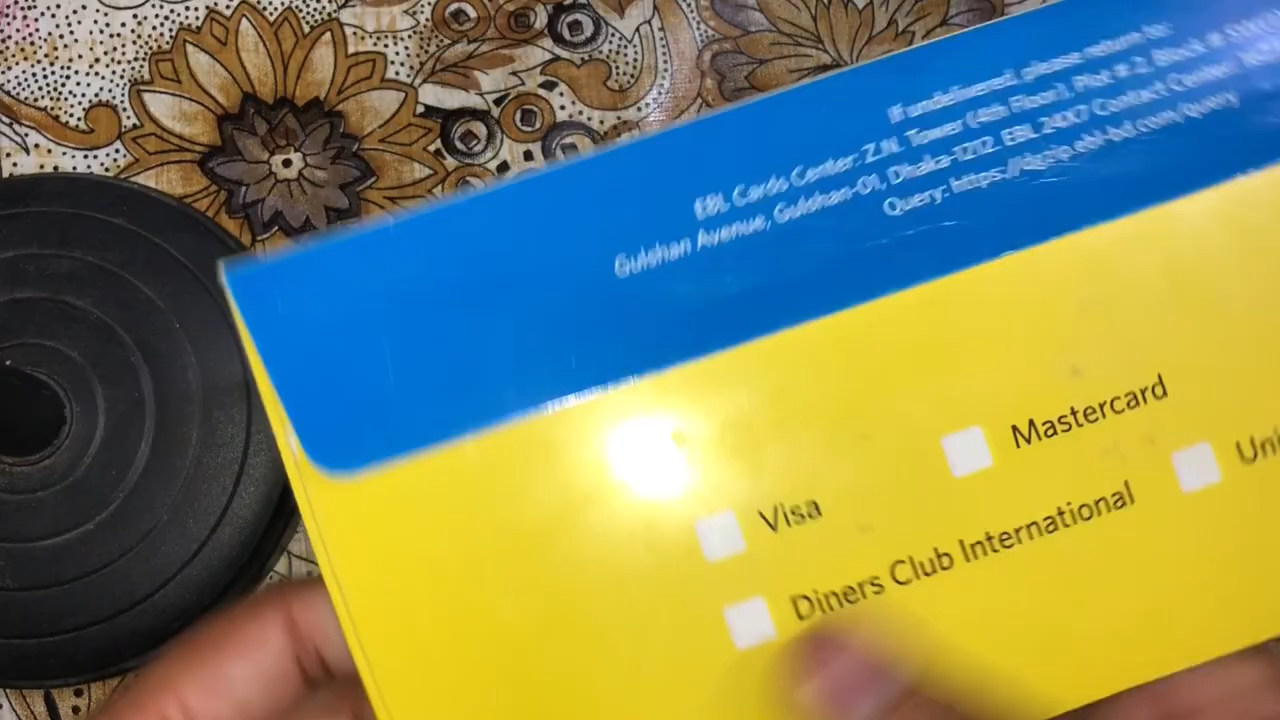 If undelivered, please return to:
EBL Cards Center: Z.N. Tower (4th Floor), Plot # 2, Block #
Gulshan Avenue, Gulshan-01, Dhaka-1212. EBL 24X7 Contact Center
Query: https://
Visa
Mastercard
Diners Club International